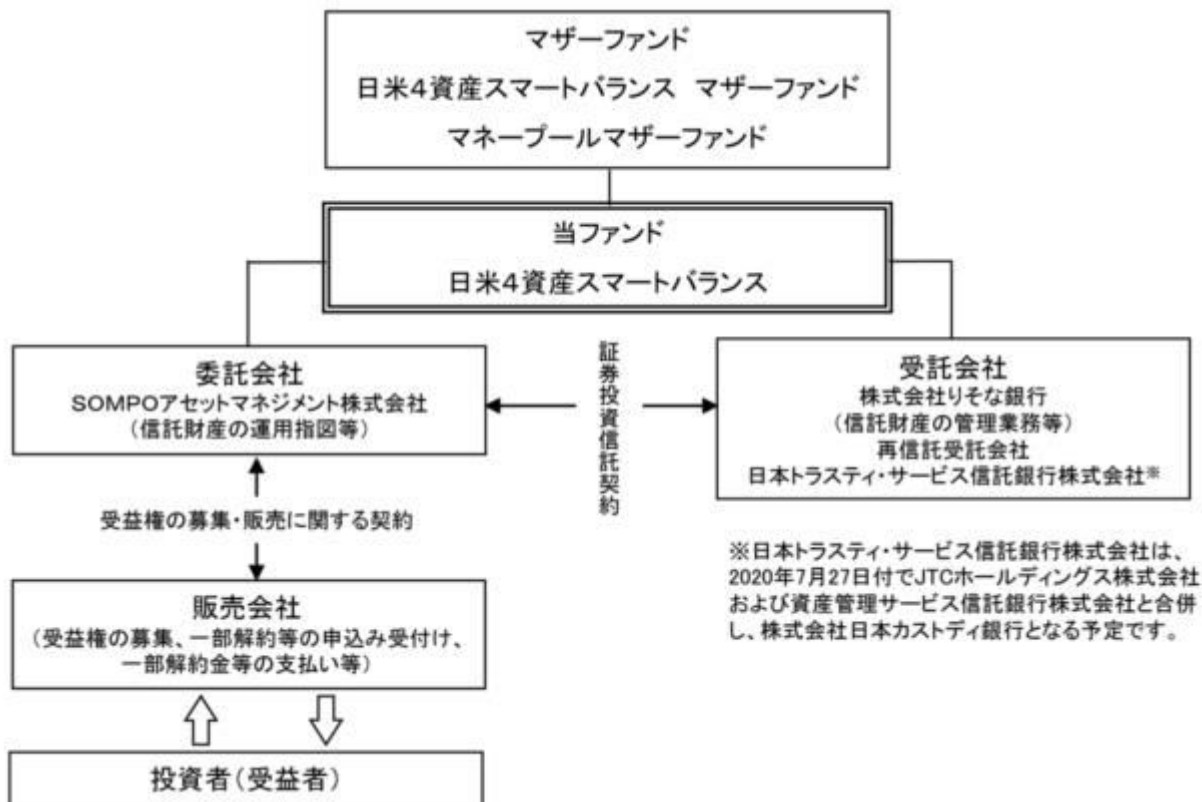 マザーファンド
日米4資産スマートバランス マザーファンド
マネープールマザーファンド
当ファンド
日米4資産スマートバランス
委託会社
SOMPOアセットマネジメント株式会社
（信託財産の運用指図等）
証券投資信託契約
受託会社
株式会社りそな銀行
（信託財産の管理業務等）
再信託受託会社
日本トラスティ・サービス信託銀行株式会社※
受益権の募集・販売に関する契約
※日本トラスティ・サービス信託銀行株式会社は、
2020年7月27日付でJTCホールディングス株式会社
および資産管理サービス信託銀行株式会社と合併
し、株式会社日本カストディ銀行となる予定です。
販売会社
（受益権の募集、一部解約等の申込み受付け、
一部解約金等の支払い等）
投資者（受益者）